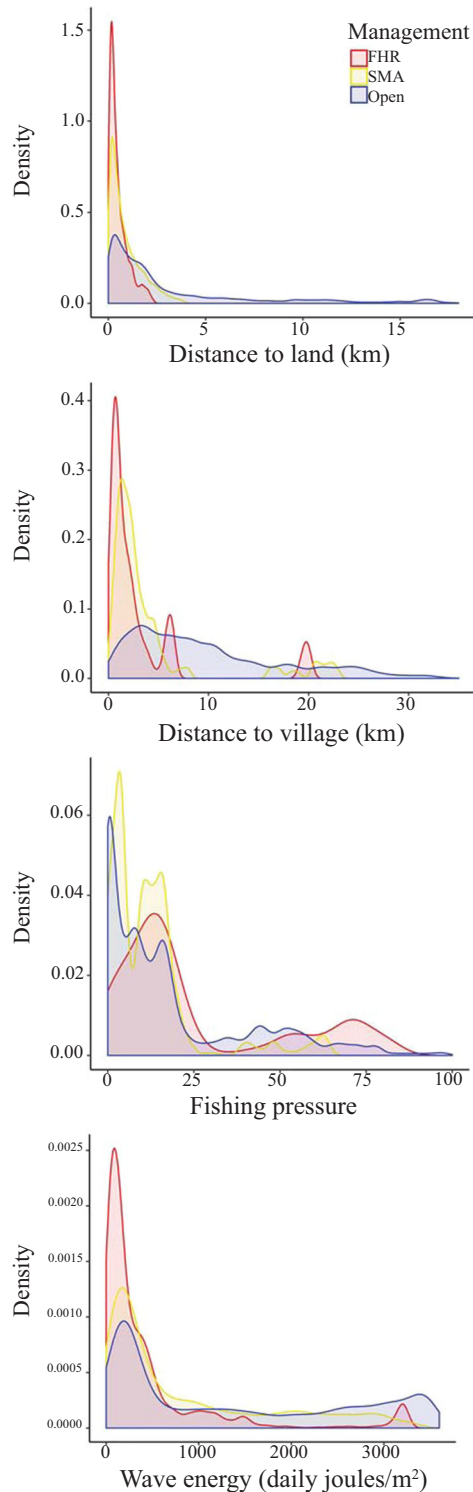 Management
FHR
SMA
Open
Density
1.5
1.0
0.5
0.0
0 5 10 15
Distance to land (km)
Density
0.4
0.3
0.2
0.1
0.0
0 10 20 30
Distance to village (km)
Density
0.06
0.04
0.02
0.00
0 25 50 75 100
Fishing pressure
Density
0.0025
0.0020
0.0015
0.0010
0.0005
0.0000
0 1000 2000 3000
Wave energy (daily joules/m²)